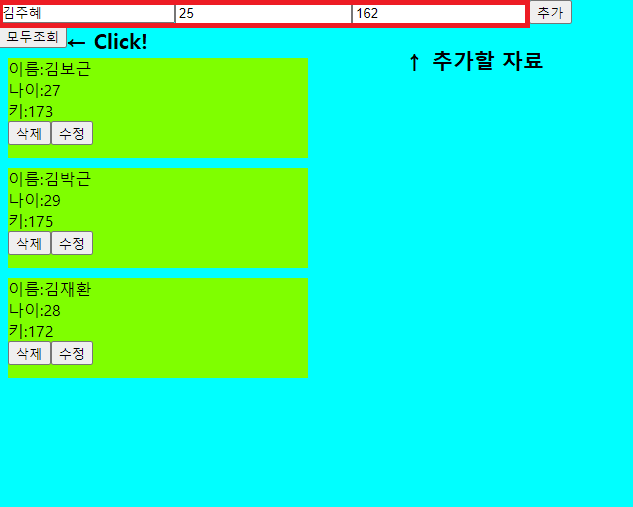 김주혜 25 162 추가
모두조회 ← Click!
↑ 추가할 자료
이름:김보근
나이:27
키:173
삭제 수정
이름:김박근
나이:29
키:175
삭제 수정
이름:김재환
나이:28
키:172
삭제 수정